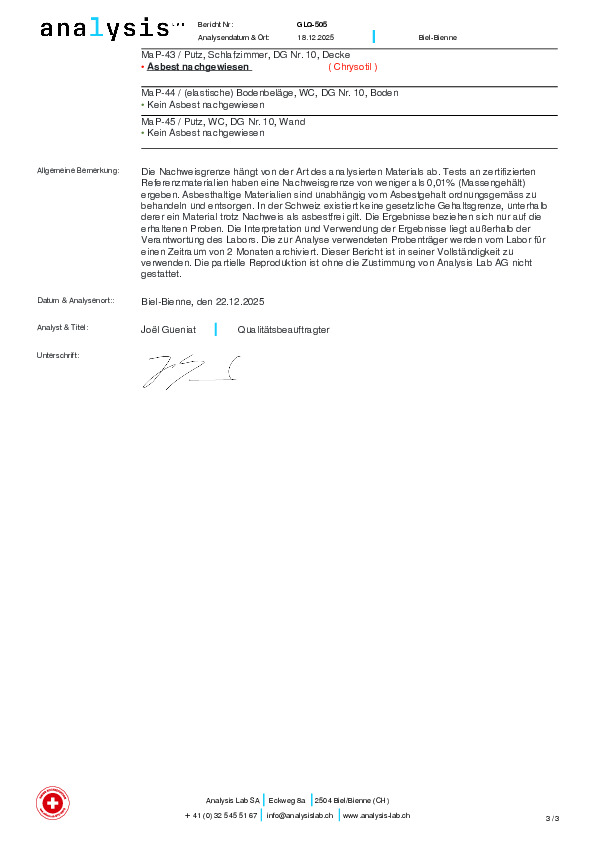 analysis
Bericht Nr: GLO-505
Analysendatum & Ort: 18.12.2025 Biel-Bienne
MaP-43 / Putz, Schlafzimmer, DG Nr. 10, Decke
• Asbest nachgewiesen ( Chrysotil )
MaP-44 / (elastische) Bodenbeläge, WC, DG Nr. 10, Boden
• Kein Asbest nachgewiesen
MaP-45 / Putz, WC, DG Nr. 10, Wand
• Kein Asbest nachgewiesen
Allgemeine Bemerkung: Die Nachweisgrenze hängt von der Art des analysierten Materials ab. Tests an zertifizierten
Referenzmaterialien haben eine Nachweisgrenze von weniger als 0,01% (Massengehält)
ergeben. Asbesthaltige Materialien sind unabhängig vom Asbestgehalt ordnungsgemäss zu
behandeln und entsorgen. In der Schweiz existiert keine gesetzliche Gehaltsgrenze, unterhalb
derer ein Material trotz Nachweis als asbestfrei gilt. Die Ergebnisse beziehen sich nur auf die
erhaltenen Proben. Die Interpretation und Verwendung der Ergebnisse liegt außerhalb der
Verantwortung des Labors. Die zur Analyse verwendeten Probenträger werden vom Labor für
einen Zeitraum von 2 Monaten archiviert. Dieser Bericht ist in seiner Vollständigkeit zu
verwenden. Die partielle Reproduktion ist ohne die Zustimmung von Analysis Lab AG nicht
gestattet.
Datum & Analysenort:: Biel-Bienne, den 22.12.2025
Analyst & Titel: Joël Gueniat Qualitätsbeauftragter
Unterschrift:
Analysis Lab SA Eckweg 8a 2504 Biel/Bienne (CH)
+ 41 (0) 32 545 51 67 info@analysislab.ch www.analysis-lab.ch
3 / 3